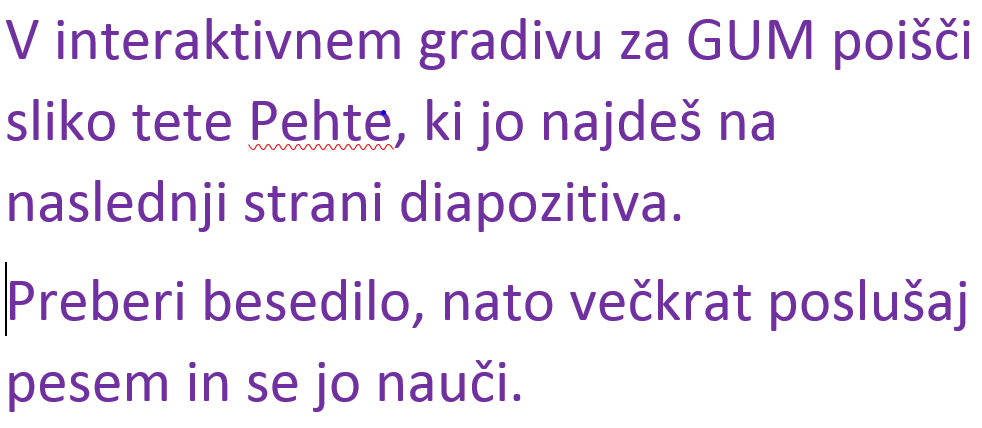 V interaktivnem gradivu za GUM poišči
sliko tete Pehte, ki jo najdeš na
naslednji strani diapozitiva.
Preberi besedilo, nato večkrat poslušaj
pesem in se jo nauči.